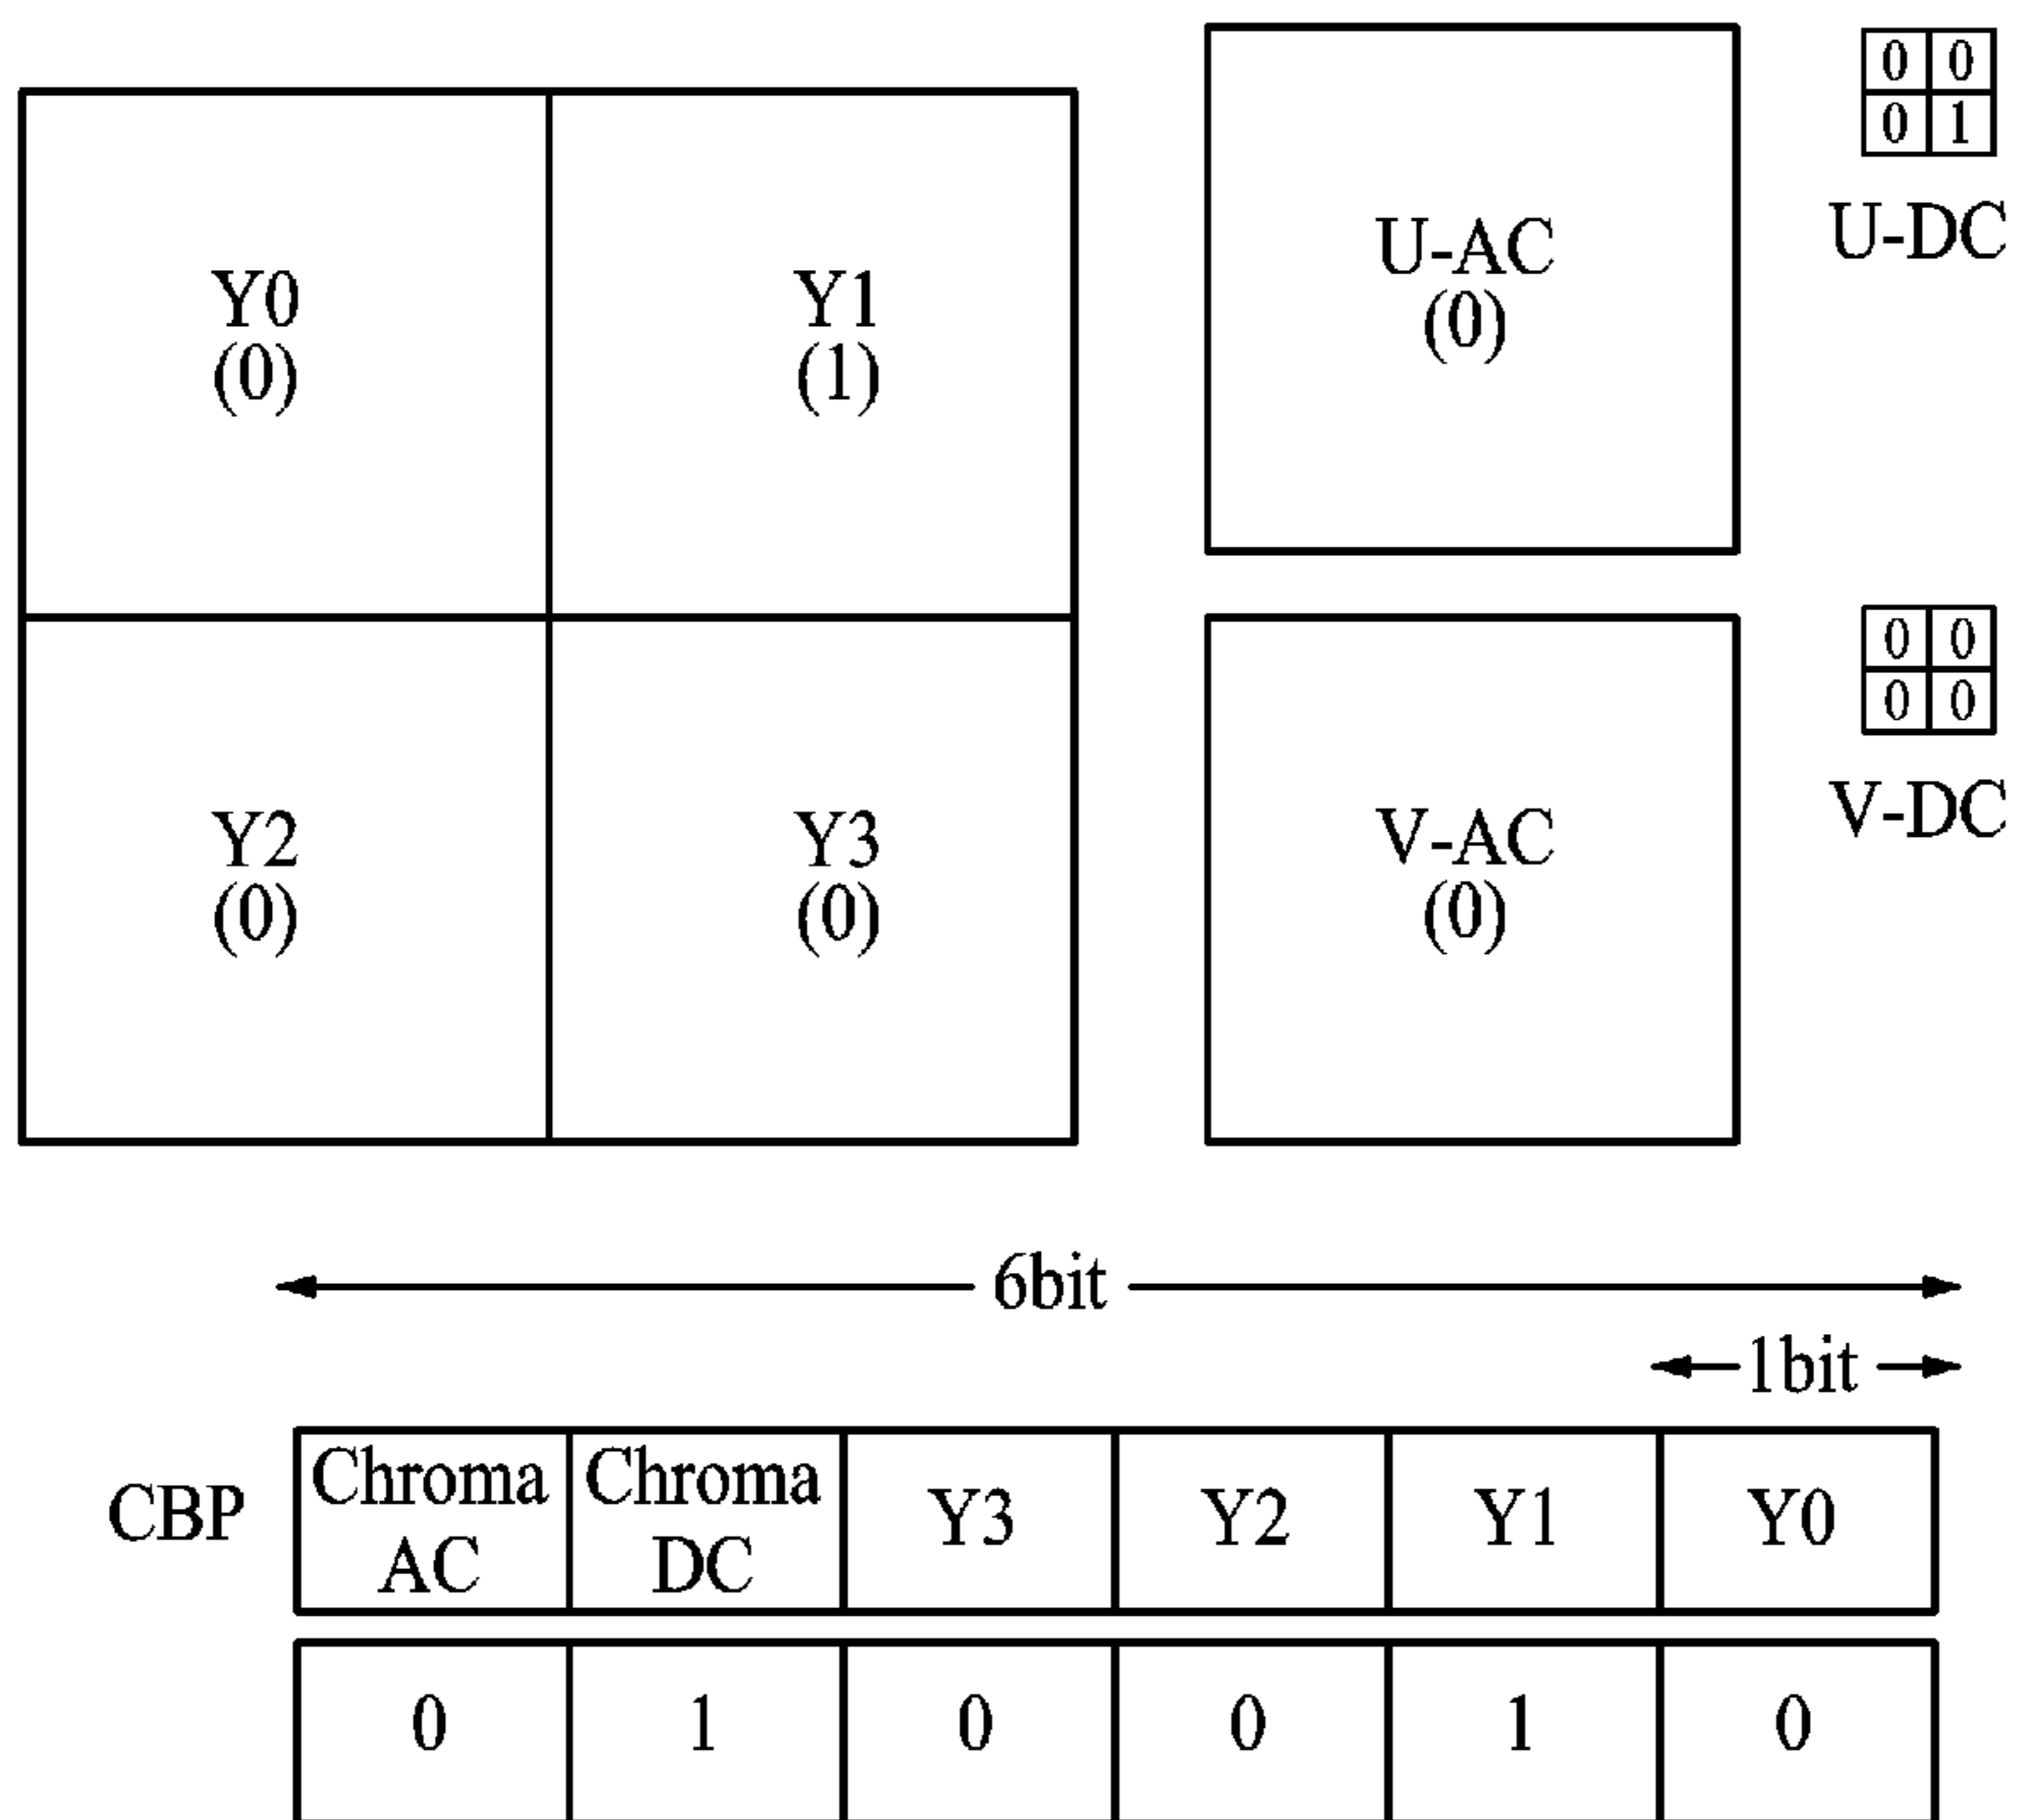 Y0
(0)
Y1
(1)
Y2
(0)
Y3
(0)
U-AC
(0)
0 0
0 1
U-DC
V-AC
(0)
0 0
0 0
V-DC
6bit
1bit
CBP
Chroma
AC
Chroma
DC
Y3
Y2
Y1
Y0
0 1 0 0 1 0